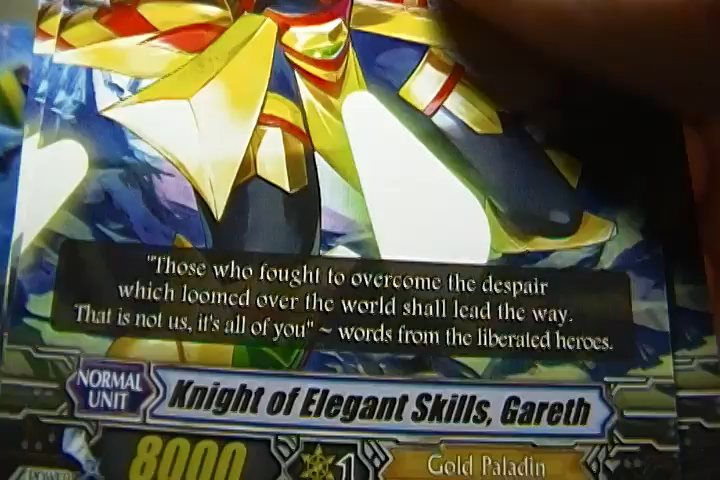 "Those who fought to overcome the despair
which loomed over the world shall lead the way.
That is not us, it's all of you" ~ words from the liberated heroes.
NORMAL
UNIT
Knight of Elegant Skills, Gareth
POWER
8000
1
Gold Paladin